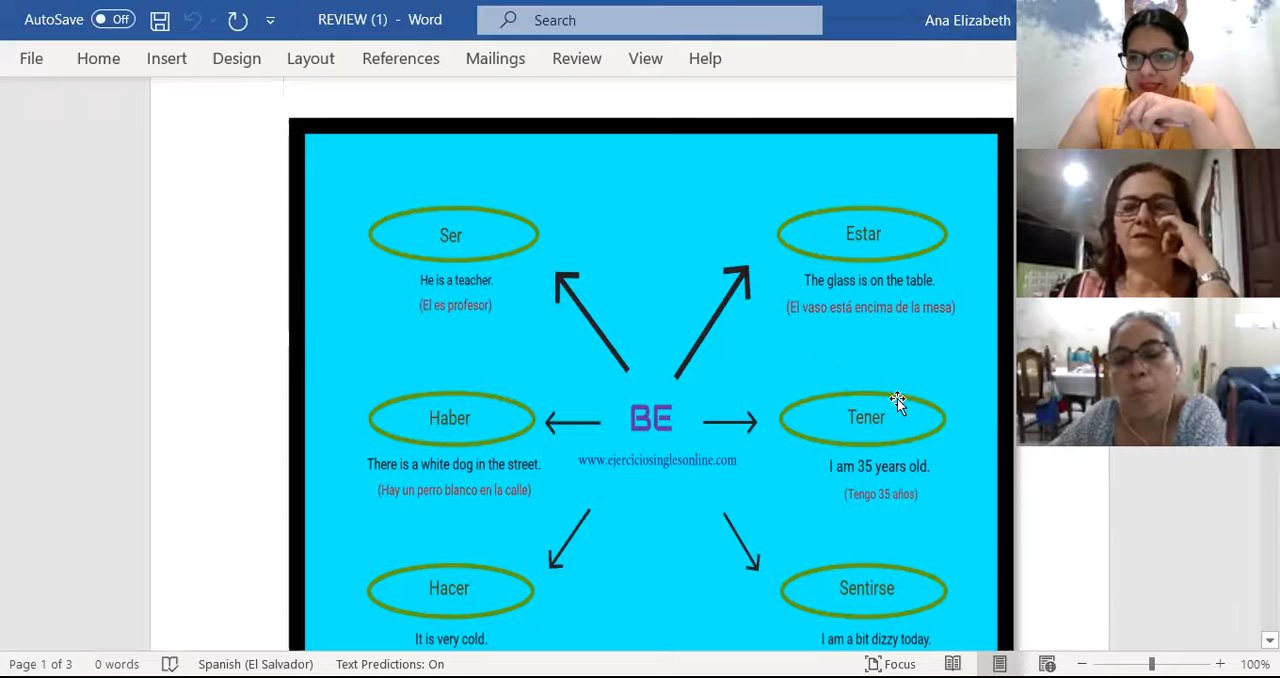 AutoSave Off REVIEW (1) - Word Search Ana Elizabeth
File Home Insert Design Layout References Mailings Review View Help
Ser
He is a teacher.
(El es profesor)
Estar
The glass is on the table.
(El vaso está encima de la mesa)
Haber
There is a white dog in the street.
(Hay un perro blanco en la calle)
BE
www.ejerciciosinglesonline.com
Tener
I am 35 years old.
(Tengo 35 años)
Hacer
It is very cold.
Sentirse
I am a bit dizzy today.
Page 1 of 3 0 words Spanish (El Salvador) Text Predictions: On Focus 100%